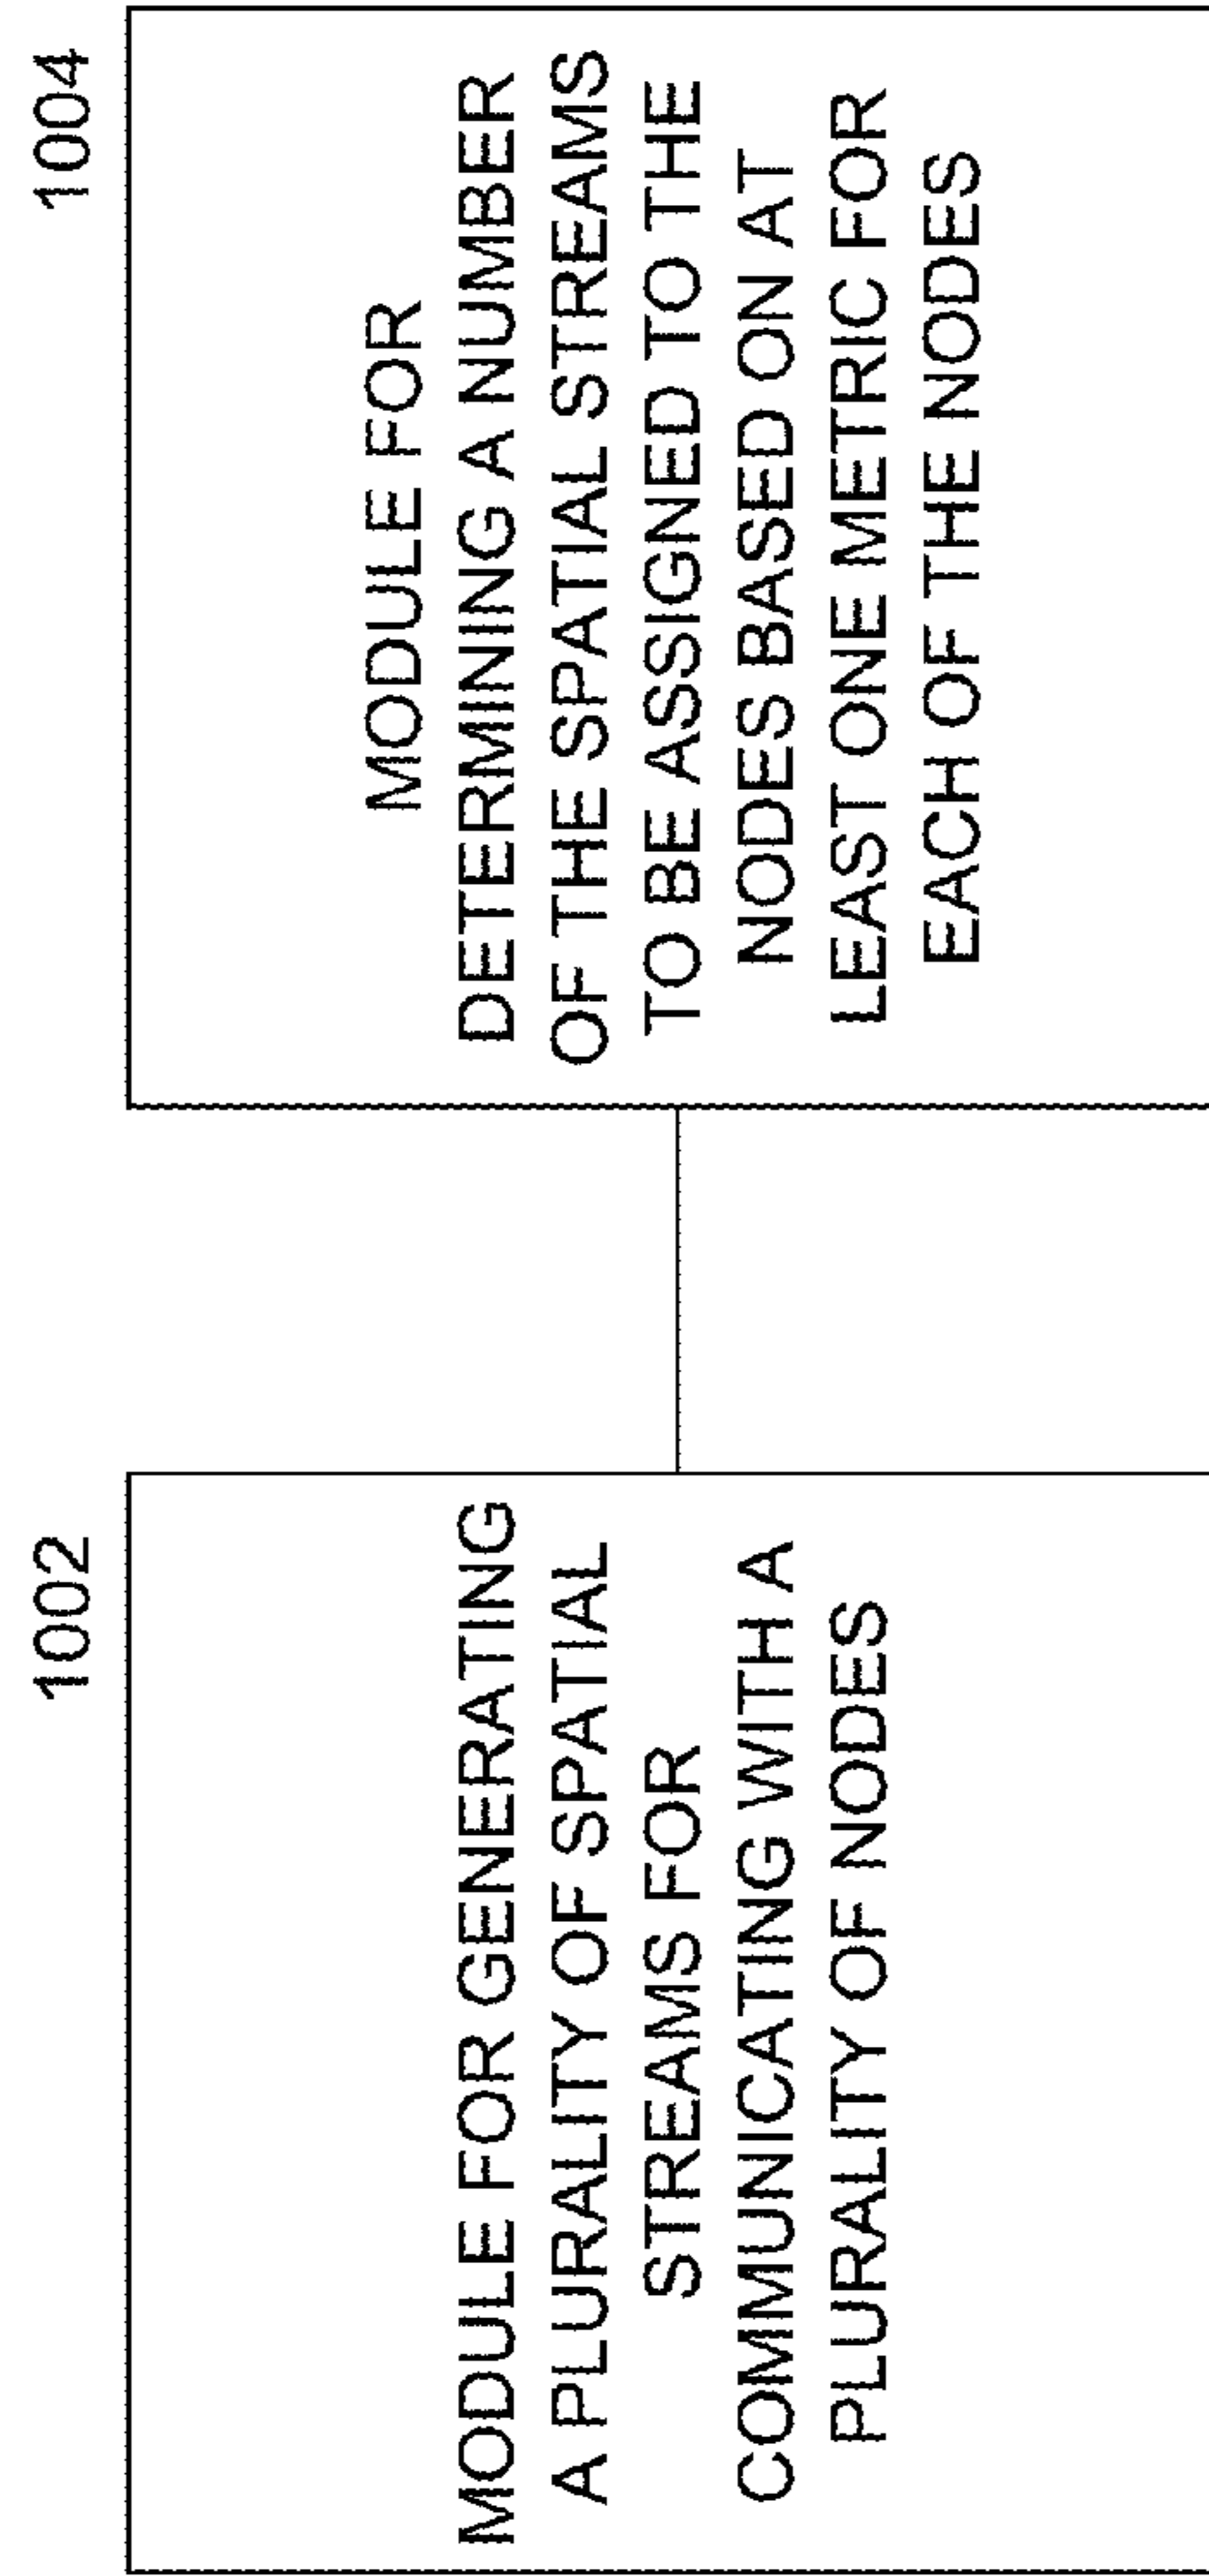 1002
MODULE FOR GENERATING
A PLURALITY OF SPATIAL
STREAMS FOR
COMMUNICATING WITH A
PLURALITY OF NODES
1004
MODULE FOR
DETERMINING A NUMBER
OF THE SPATIAL STREAMS
TO BE ASSIGNED TO THE
NODES BASED ON AT
LEAST ONE METRIC FOR
EACH OF THE NODES